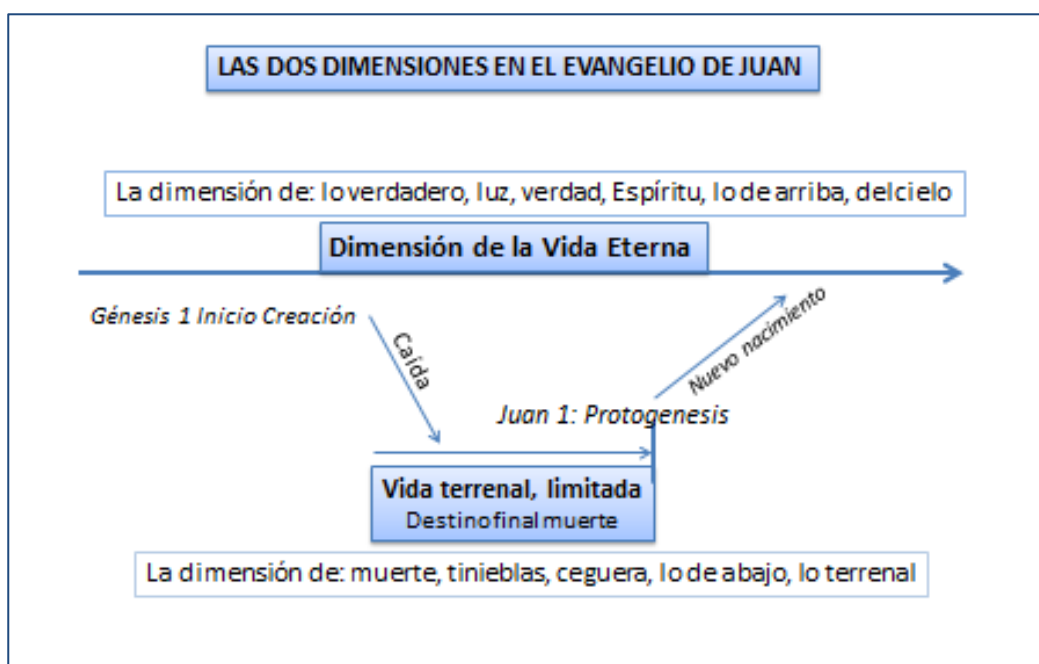 LAS DOS DIMENSIONES EN EL EVANGELIO DE JUAN
La dimensión de: lo verdadero, luz, verdad, Espíritu, lo de arriba, delcielo
Dimensión de la Vida Eterna
Génesis 1 Inicio Creación
Caída
Nuevo nacimiento
Juan 1: Protogenesis
Vida terrenal, limitada
Destino final muerte
La dimensión de: muerte, tinieblas, ceguera, lo de abajo, lo terrenal